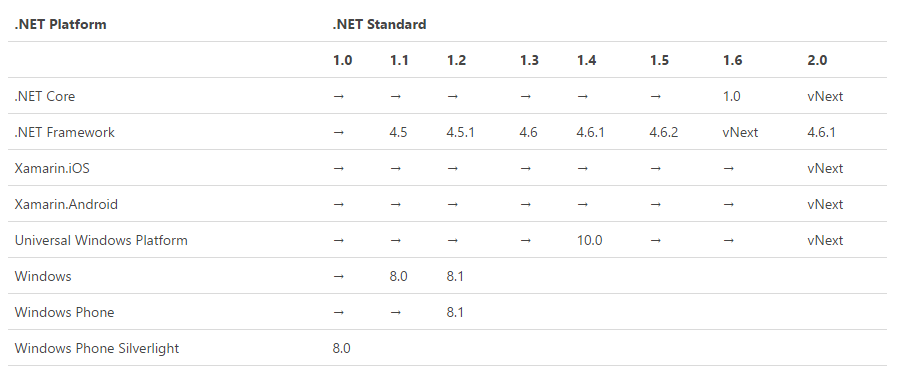 .NET Platform .NET Standard
1.0 1.1 1.2 1.3 1.4 1.5 1.6 2.0
.NET Core → → → → → → 1.0 vNext
.NET Framework → 4.5 4.5.1 4.6 4.6.1 4.6.2 vNext 4.6.1
Xamarin.iOS → → → → → → → vNext
Xamarin.Android → → → → → → → vNext
Universal Windows Platform → → → → 10.0 → → vNext
Windows → 8.0 8.1
Windows Phone → → 8.1
Windows Phone Silverlight 8.0